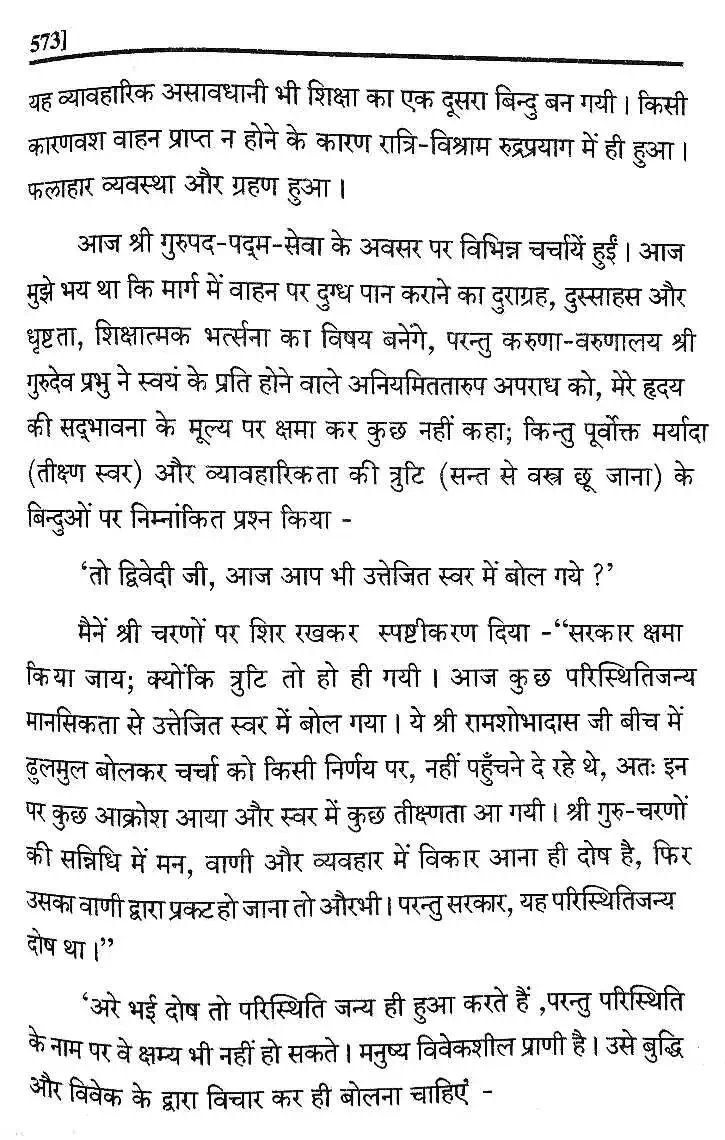 573]
यह व्यावहारिक असावधानी भी शिक्षा का एक दूसरा बिन्दु बन गयी । किसी
कारणवश वाहन प्राप्त न होने के कारण रात्रि-विश्राम रुद्रप्रयाग में ही हुआ ।
फलाहार व्यवस्था और ग्रहण हुआ ।
आज श्री गुरुपद-पद्म-सेवा के अवसर पर विभिन्न चर्चायें हुईं । आज
मुझे भय था कि मार्ग में वाहन पर दुग्ध पान कराने का दुराग्रह, दुस्साहस और
धृष्टता, शिक्षात्मक भर्त्सना का विषय बनेंगे, परन्तु करुणा-वरुणालय श्री
गुरुदेव प्रभु ने स्वयं के प्रति होने वाले अनियमिततारुप अपराध को, मेरे हृदय
की सद्भावना के मूल्य पर क्षमा कर कुछ नहीं कहा; किन्तु पूर्वोक्त मर्यादा
(तीक्ष्ण स्वर) और व्यावहारिकता की त्रुटि (सन्त से वस्त्र छू जाना) के
बिन्दुओं पर निम्नांकित प्रश्न किया -
‘तो द्विवेदी जी, आज आप भी उत्तेजित स्वर में बोल गये ?’
मैनें श्री चरणों पर शिर रखकर स्पष्टीकरण दिया -“सरकार क्षमा
किया जाय; क्योंकि त्रुटि तो हो ही गयी । आज कुछ परिस्थितिजन्य
मानसिकता से उत्तेजित स्वर में बोल गया । ये श्री रामशोभादास जी बीच में
ढुलमुल बोलकर चर्चा को किसी निर्णय पर, नहीं पहुँचने दे रहे थे, अतः इन
पर कुछ आक्रोश आया और स्वर में कुछ तीक्ष्णता आ गयी । श्री गुरु-चरणों
की सन्निधि में मन, वाणी और व्यवहार में विकार आना ही दोष है, फिर
उसका वाणी द्वारा प्रकट हो जाना तो औरभी । परन्तु सरकार, यह परिस्थितिजन्य
दोष था ।”
‘अरे भई दोष तो परिस्थिति जन्य ही हुआ करते हैं ,परन्तु परिस्थिति
के नाम पर वे क्षम्य भी नहीं हो सकते । मनुष्य विवेकशील प्राणी है । उसे बुद्धि
और विवेक के द्वारा विचार कर ही बोलना चाहिएं -